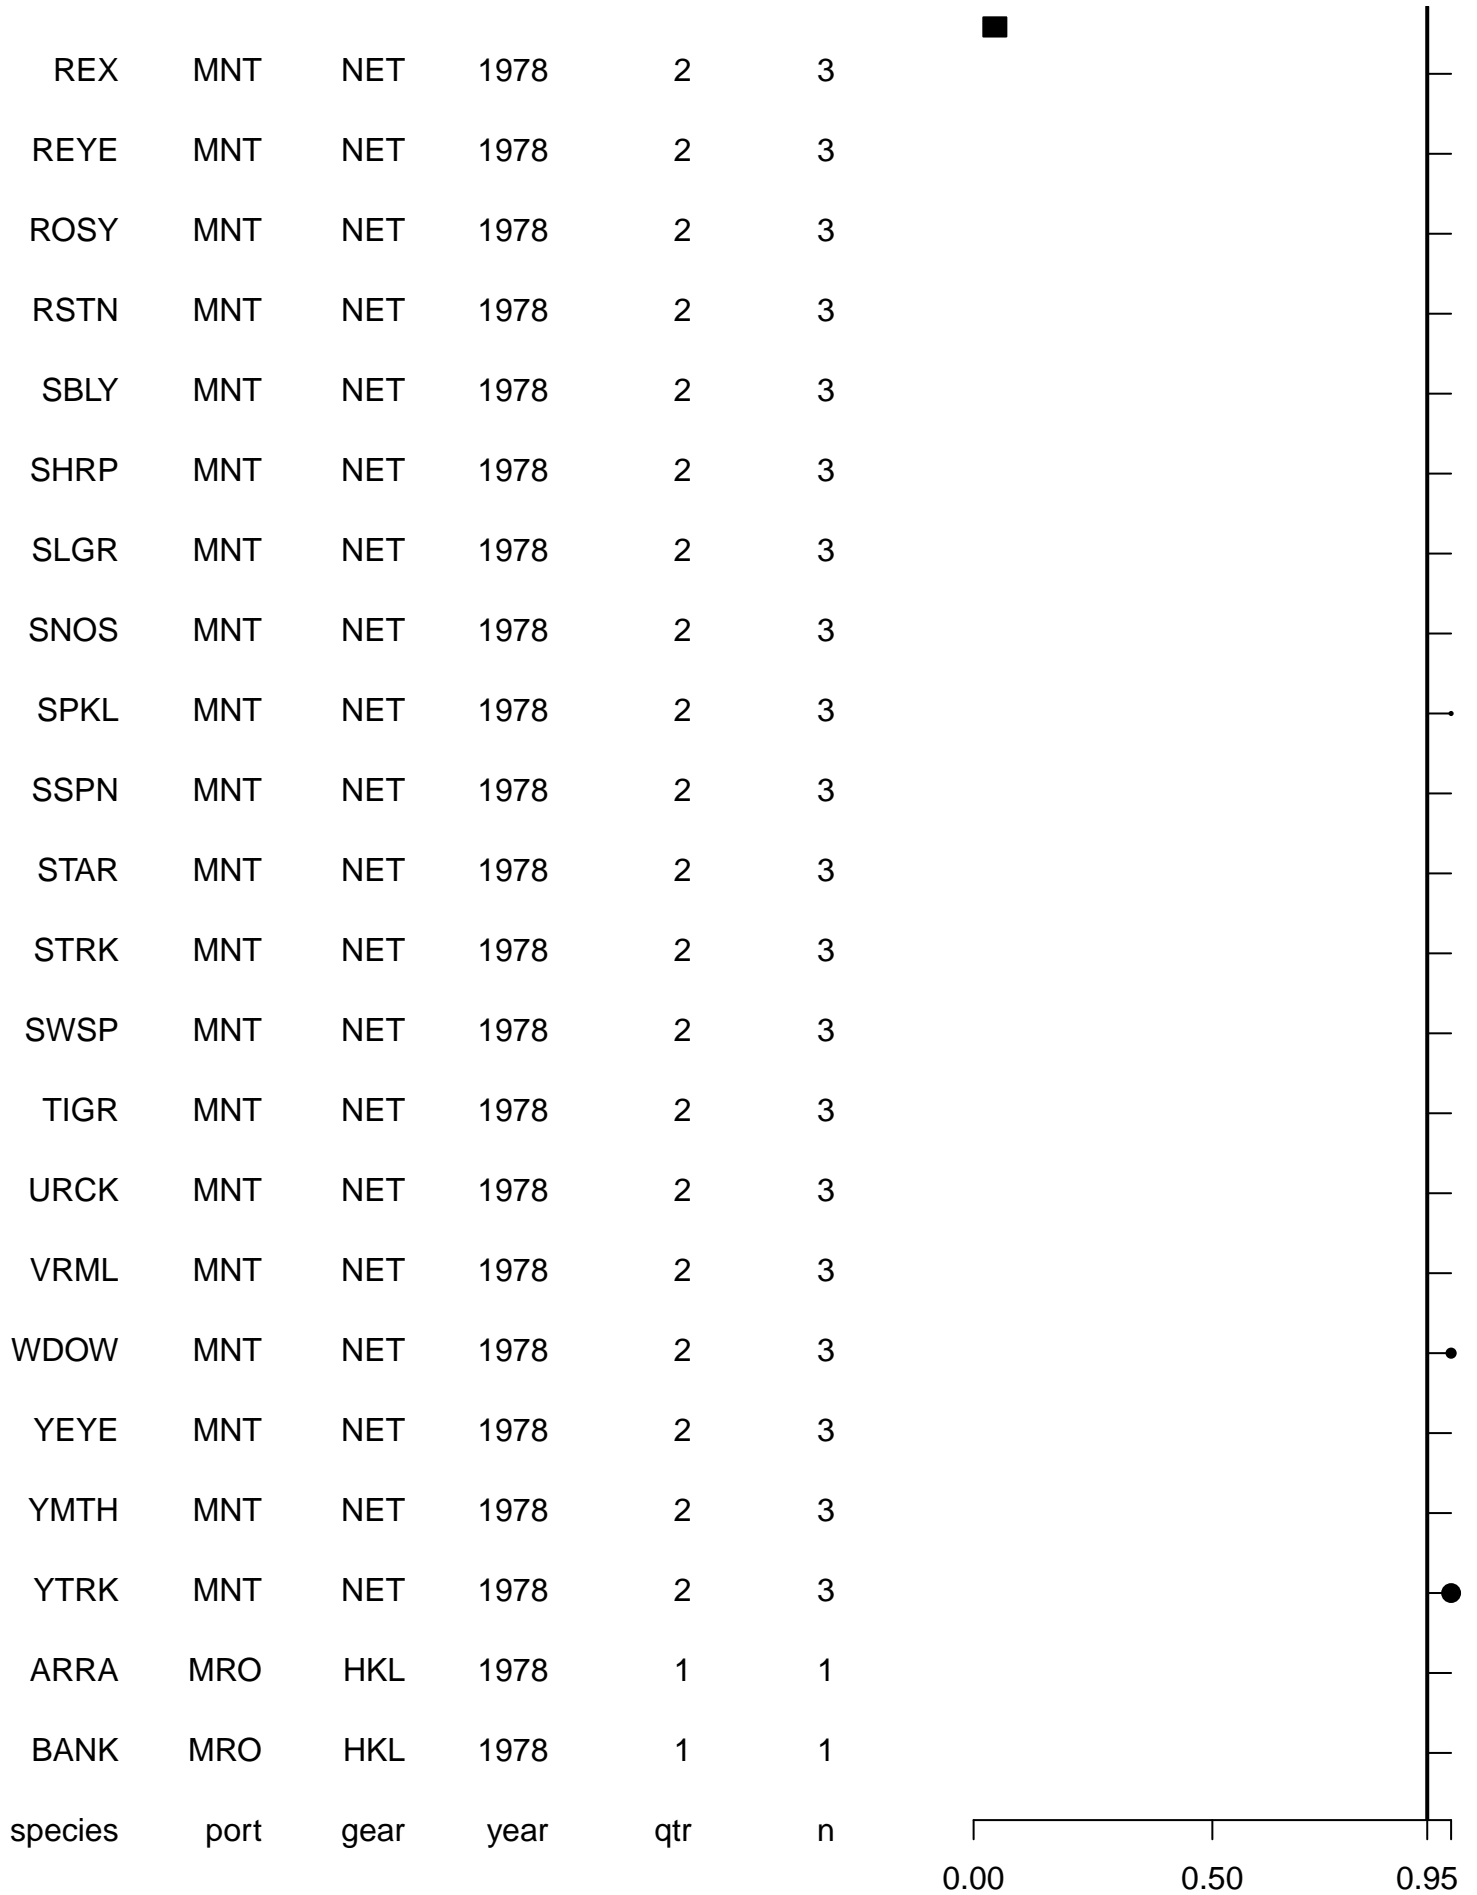 REX MNT NET 1978 2 3
REYE MNT NET 1978 2 3
ROSY MNT NET 1978 2 3
RSTN MNT NET 1978 2 3
SBLY MNT NET 1978 2 3
SHRP MNT NET 1978 2 3
SLGR MNT NET 1978 2 3
SNOS MNT NET 1978 2 3
SPKL MNT NET 1978 2 3
SSPN MNT NET 1978 2 3
STAR MNT NET 1978 2 3
STRK MNT NET 1978 2 3
SWSP MNT NET 1978 2 3
TIGR MNT NET 1978 2 3
URCK MNT NET 1978 2 3
VRML MNT NET 1978 2 3
WDOW MNT NET 1978 2 3
YEYE MNT NET 1978 2 3
YMTH MNT NET 1978 2 3
YTRK MNT NET 1978 2 3
ARRA MRO HKL 1978 1 1
BANK MRO HKL 1978 1 1
species port gear year qtr n
0.00 0.50 0.95